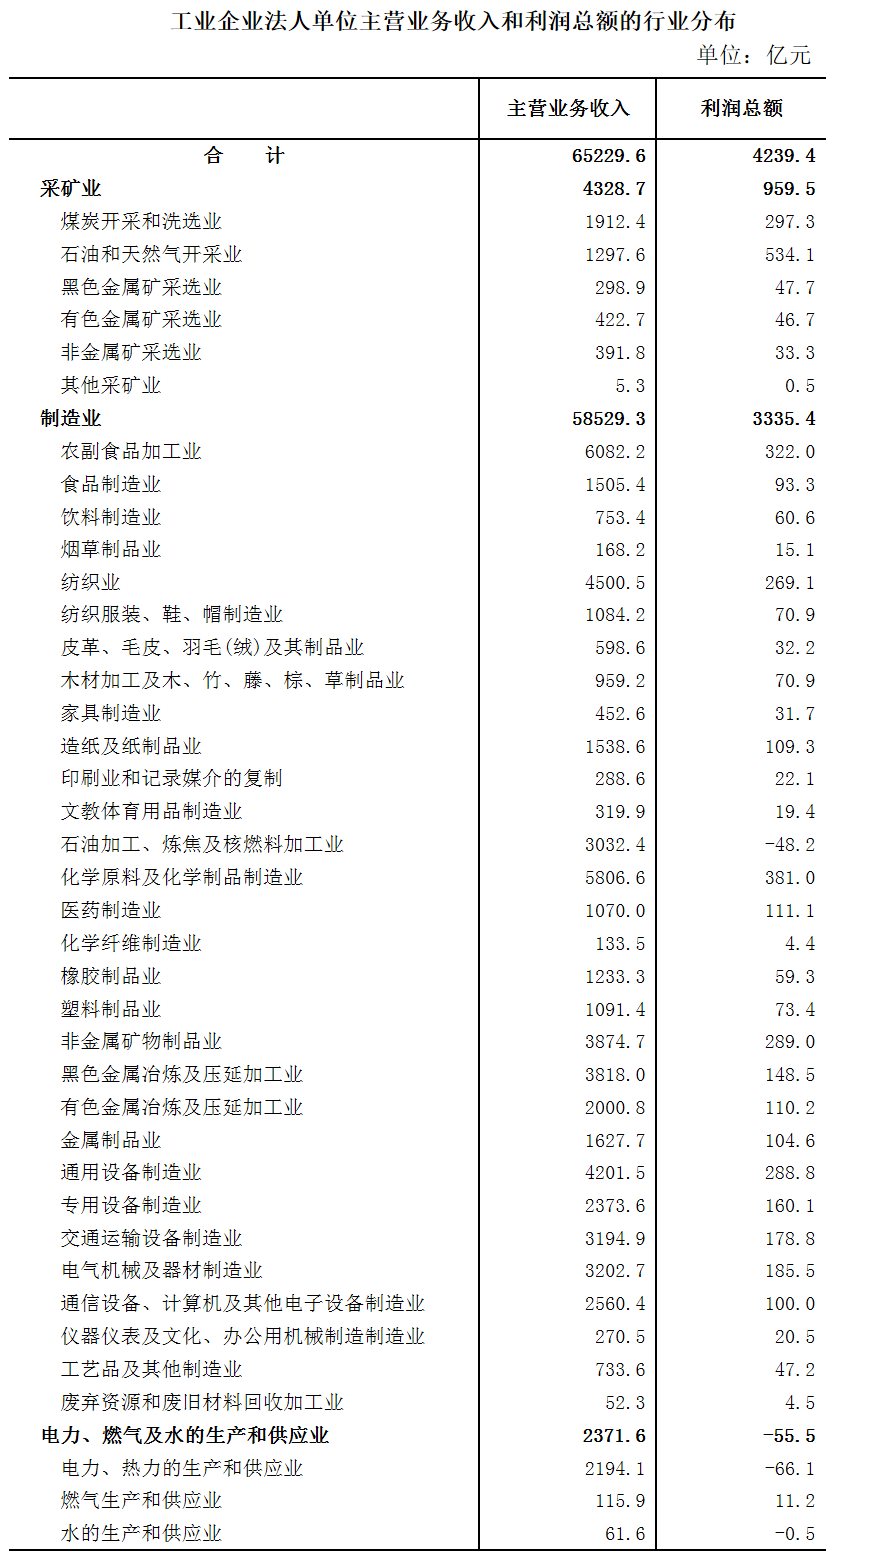 工业企业法人单位主营业务收入和利润总额的行业分布
单位：亿元
主营业务收入 利润总额
合 计 65229.6 4239.4
采矿业 4328.7 959.5
煤炭开采和洗选业 1912.4 297.3
石油和天然气开采业 1297.6 534.1
黑色金属矿采选业 298.9 47.7
有色金属矿采选业 422.7 46.7
非金属矿采选业 391.8 33.3
其他采矿业 5.3 0.5
制造业 58529.3 3335.4
农副食品加工业 6082.2 322.0
食品制造业 1505.4 93.3
饮料制造业 753.4 60.6
烟草制品业 168.2 15.1
纺织业 4500.5 269.1
纺织服装、鞋、帽制造业 1084.2 70.9
皮革、毛皮、羽毛(绒)及其制品业 598.6 32.2
木材加工及木、竹、藤、棕、草制品业 959.2 70.9
家具制造业 452.6 31.7
造纸及纸制品业 1538.6 109.3
印刷业和记录媒介的复制 288.6 22.1
文教体育用品制造业 319.9 19.4
石油加工、炼焦及核燃料加工业 3032.4 -48.2
化学原料及化学制品制造业 5806.6 381.0
医药制造业 1070.0 111.1
化学纤维制造业 133.5 4.4
橡胶制品业 1233.3 59.3
塑料制品业 1091.4 73.4
非金属矿物制品业 3874.7 289.0
黑色金属冶炼及压延加工业 3818.0 148.5
有色金属冶炼及压延加工业 2000.8 110.2
金属制品业 1627.7 104.6
通用设备制造业 4201.5 288.8
专用设备制造业 2373.6 160.1
交通运输设备制造业 3194.9 178.8
电气机械及器材制造业 3202.7 185.5
通信设备、计算机及其他电子设备制造业 2560.4 100.0
仪器仪表及文化、办公用机械制造制造业 270.5 20.5
工艺品及其他制造业 733.6 47.2
废弃资源和废旧材料回收加工业 52.3 4.5
电力、燃气及水的生产和供应业 2371.6 -55.5
电力、热力的生产和供应业 2194.1 -66.1
燃气生产和供应业 115.9 11.2
水的生产和供应业 61.6 -0.5